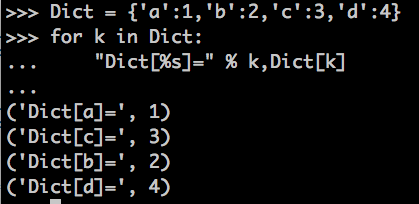 >>> Dict = {'a':1,'b':2,'c':3,'d':4}
>>> for k in Dict:
...     "Dict[%s]=" % k,Dict[k]
...
('Dict[a]=', 1)
('Dict[c]=', 3)
('Dict[b]=', 2)
('Dict[d]=', 4)